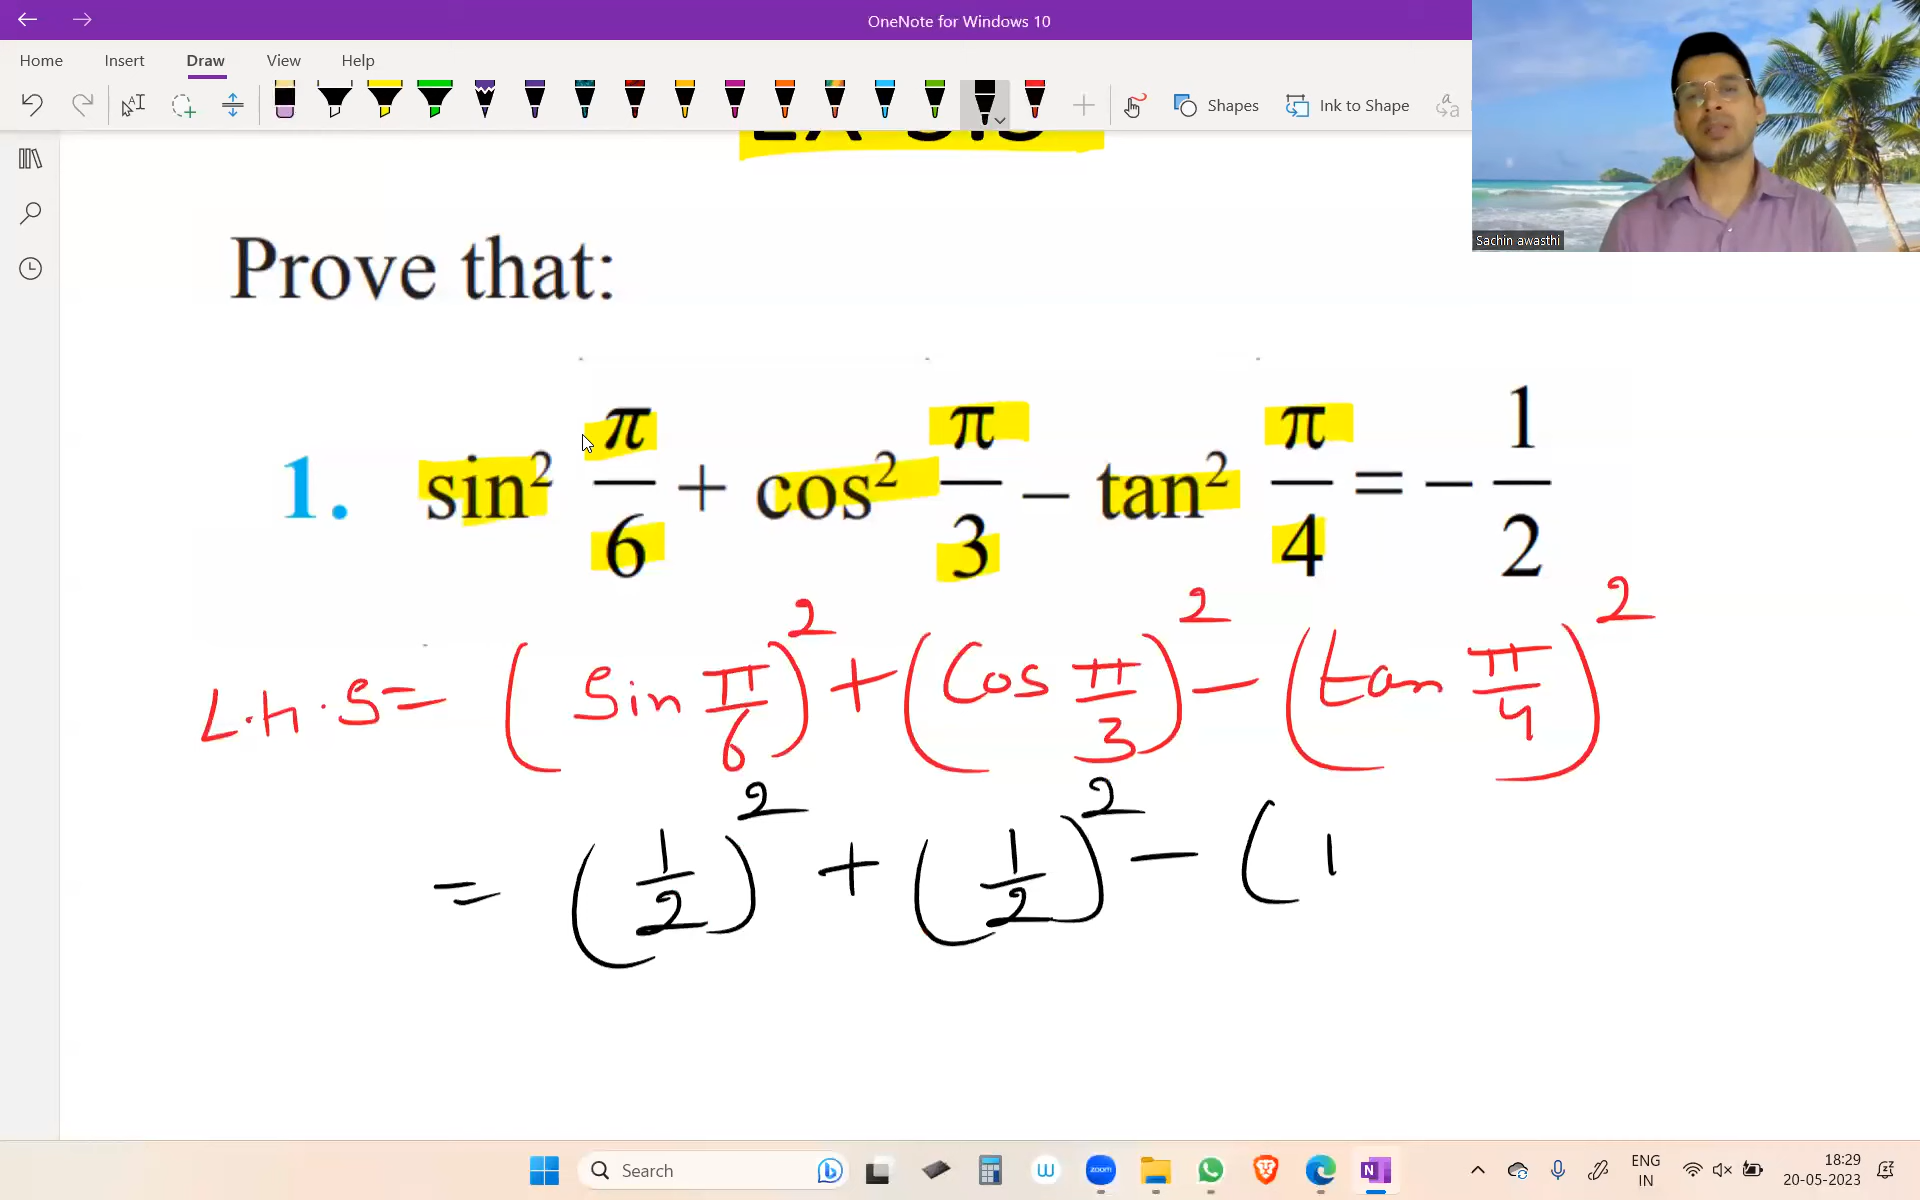 OneNote for Windows 10
Home Insert Draw View Help
Shapes Ink to Shape
Sachin awasthi
Prove that:
1. sin² π/6 + cos² π/3 – tan² π/4 = – 1/2
L.H.S = (Sin π/6)² + (Cos π/3)² – (tan π/4)²
= (1/2)² + (1/2)² – (1
Search
zoom
ENG
IN
18:29
20-05-2023